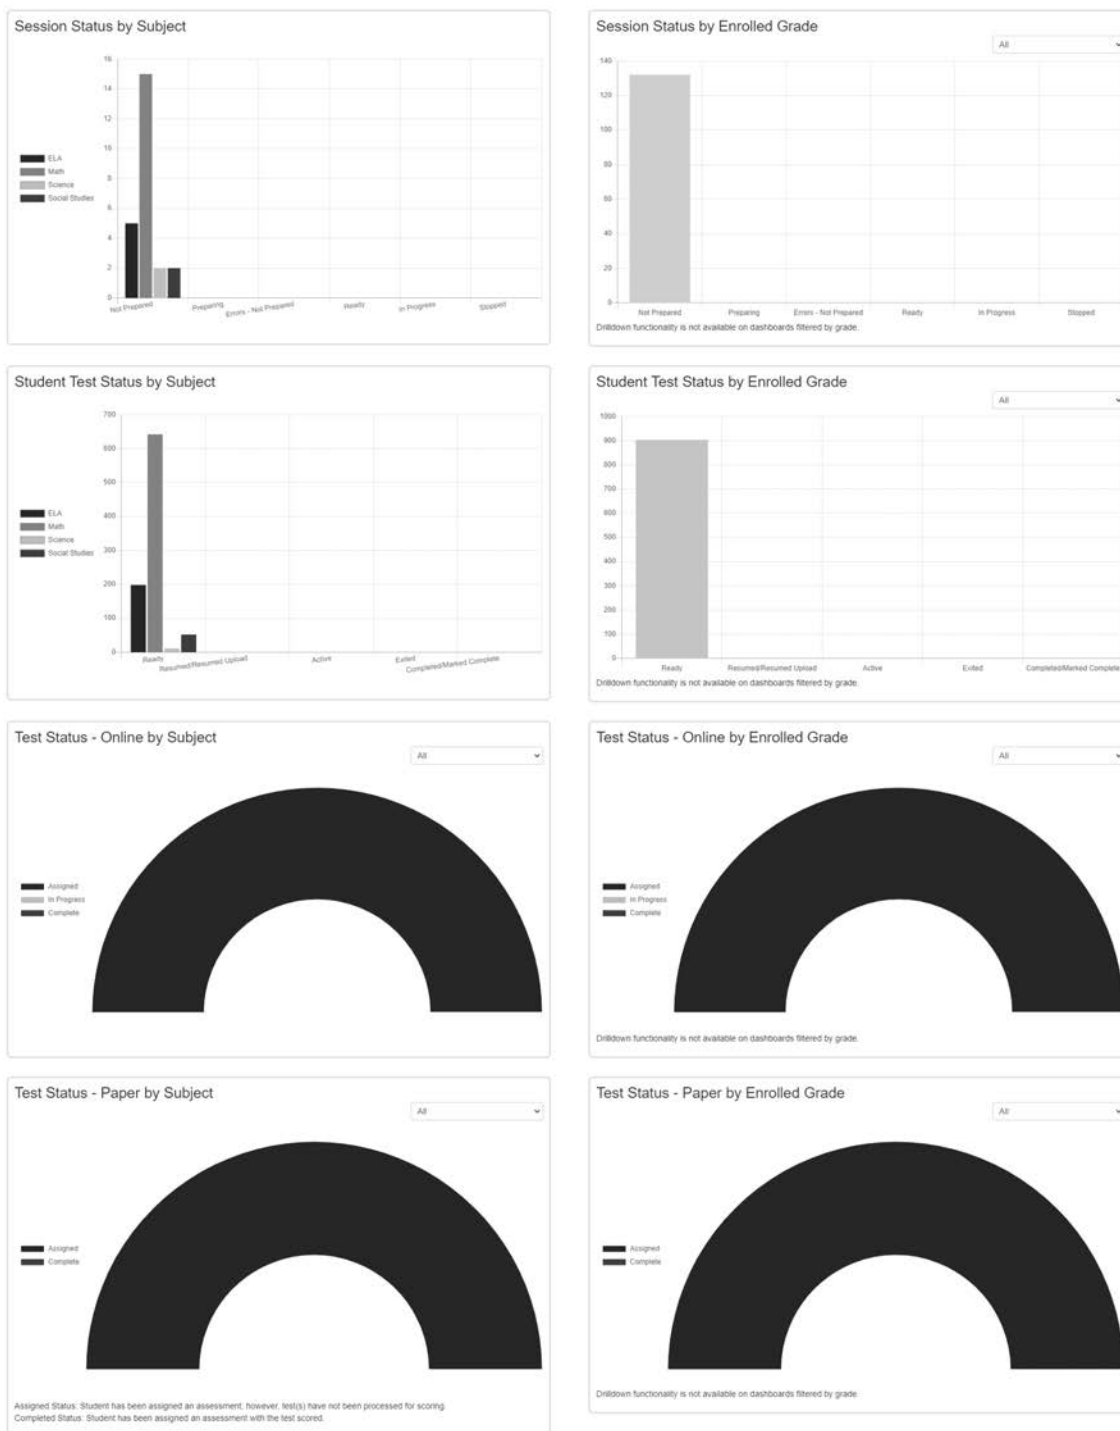 Session Status by Subject
16
14
12
10
8
6
4
2
0
ELA
Math
Science
Social Studies
Not Prepared
Preparing
Errors - Not Prepared
Ready
In Progress
Stopped
Session Status by Enrolled Grade
All
140
120
100
80
60
40
20
0
Not Prepared
Preparing
Errors - Not Prepared
Ready
In Progress
Stopped
Drilldown functionality is not available on dashboards filtered by grade.
Student Test Status by Subject
700
600
500
400
300
200
100
0
ELA
Math
Science
Social Studies
Ready
Resumed/Resumed Upload
Active
Exited
Completed/Marked Complete
Student Test Status by Enrolled Grade
All
1000
900
800
700
600
500
400
300
200
100
0
Ready
Resumed/Resumed Upload
Active
Exited
Completed/Marked Complete
Drilldown functionality is not available on dashboards filtered by grade.
Test Status - Online by Subject
All
Assigned
In Progress
Complete
Test Status - Online by Enrolled Grade
All
Assigned
In Progress
Complete
Drilldown functionality is not available on dashboards filtered by grade.
Test Status - Paper by Subject
All
Assigned
Complete
Assigned Status: Student has been assigned an assessment, however, test(s) have not been processed for scoring.
Completed Status: Student has been assigned an assessment with the test scored.
Test Status - Paper by Enrolled Grade
All
Assigned
Complete
Drilldown functionality is not available on dashboards filtered by grade